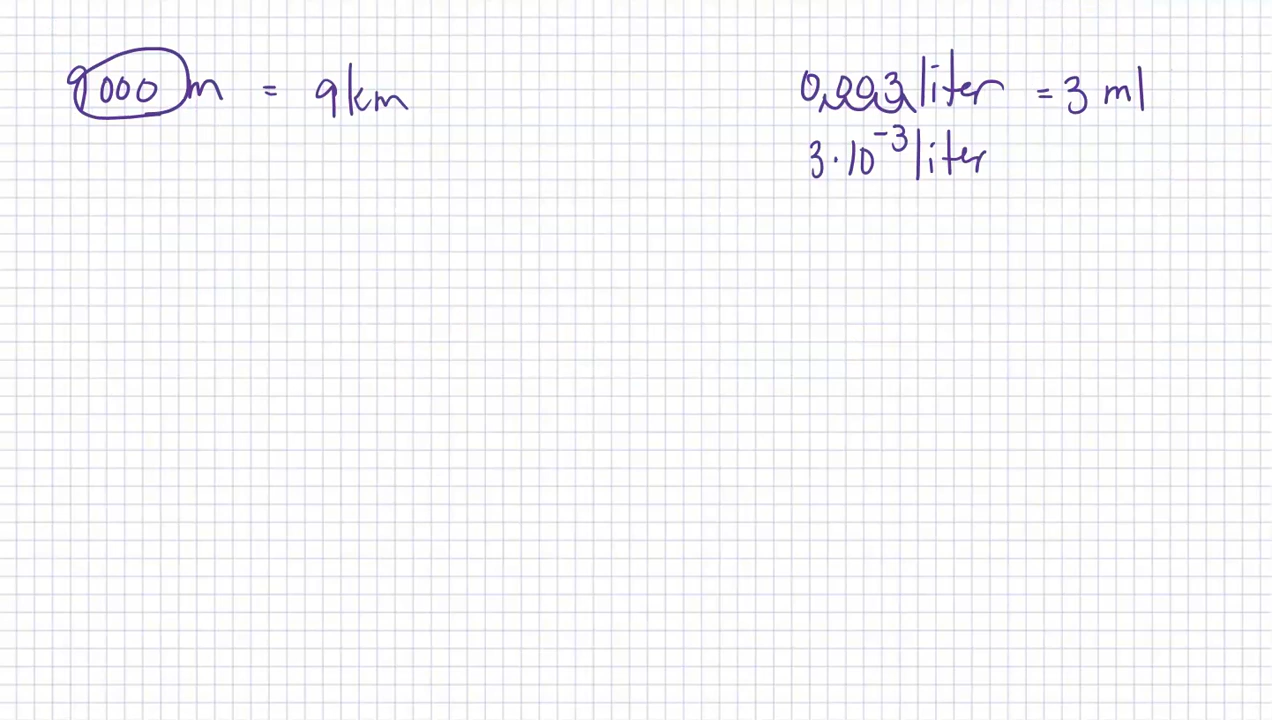 9000 m = 9 km
0,003 liter = 3 ml
3 · 10⁻³ liter